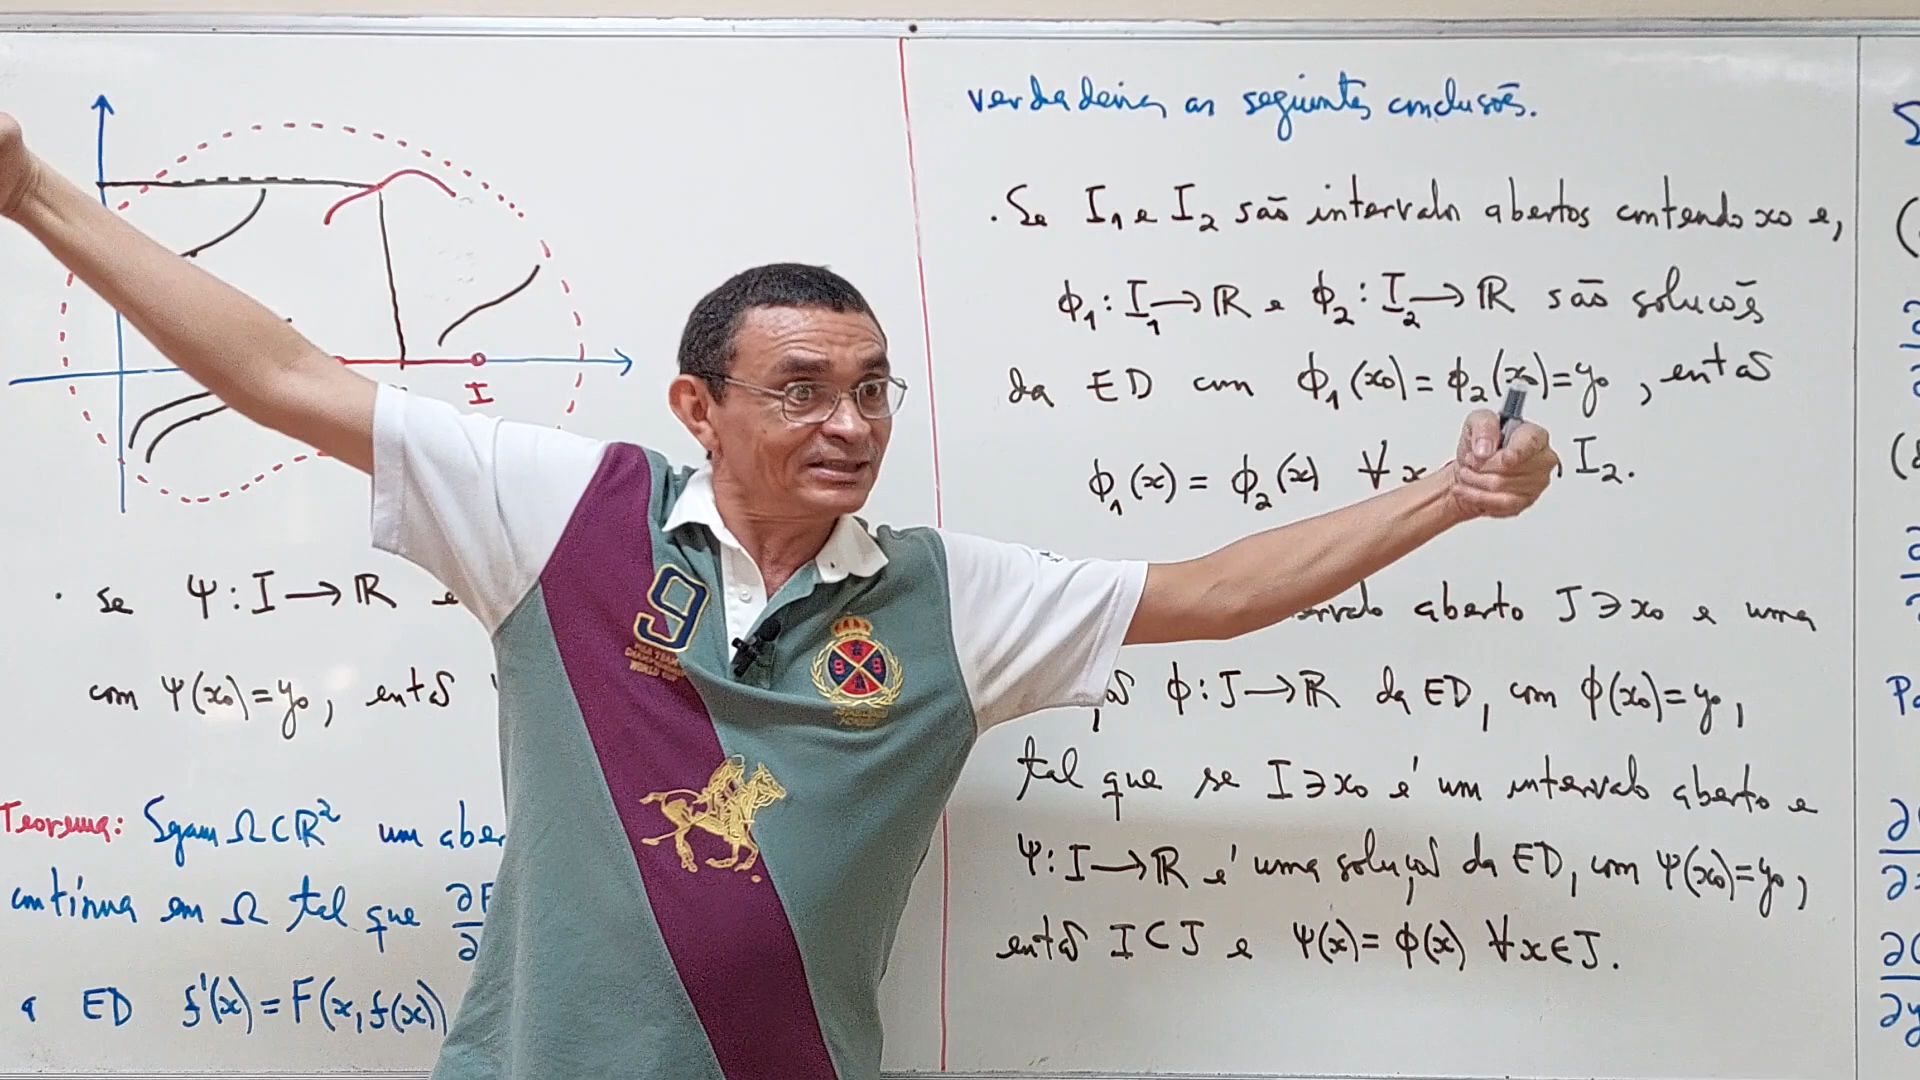 I
. Se Ψ : I → R e
com Ψ(x₀)=y₀, então
Teorema: Sejam Ω⊂R² um aber
contínua em Ω tal que ∂F
a ED f'(x) = F(x, f(x))
verdadeiras as seguintes conclusões.
. Se I₁ e I₂ são intervalos abertos contendo x₀ e,
ϕ₁ : I₁ → R e ϕ₂ : I₂ → R são soluções
da ED com ϕ₁(x₀) = ϕ₂(x₀) = y₀, então
ϕ₁(x) = ϕ₂(x) ∀ x I₂.
aberto J∋x₀ e uma
ϕ : J → R da ED, com ϕ(x₀)=y₀,
tal que se I∋x₀ é um intervalo aberto e
Ψ : I → R é uma solução da ED, com Ψ(x₀)=y₀,
então I⊂J e Ψ(x) = ϕ(x) ∀x∈J.
9